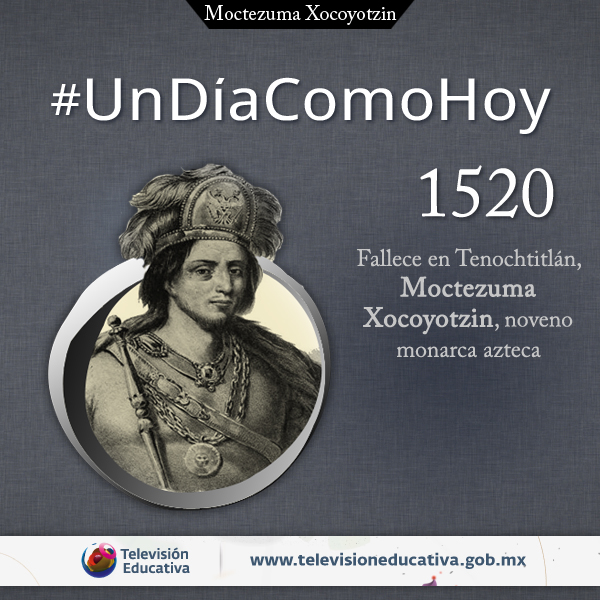 Moctezuma Xocoyotzin
#UnDíaComoHoy
1520
Fallece en Tenochtitlán,
Moctezuma
Xocoyotzin, noveno
monarca azteca
Televisión
Educativa
www.televisioneducativa.gob.mx